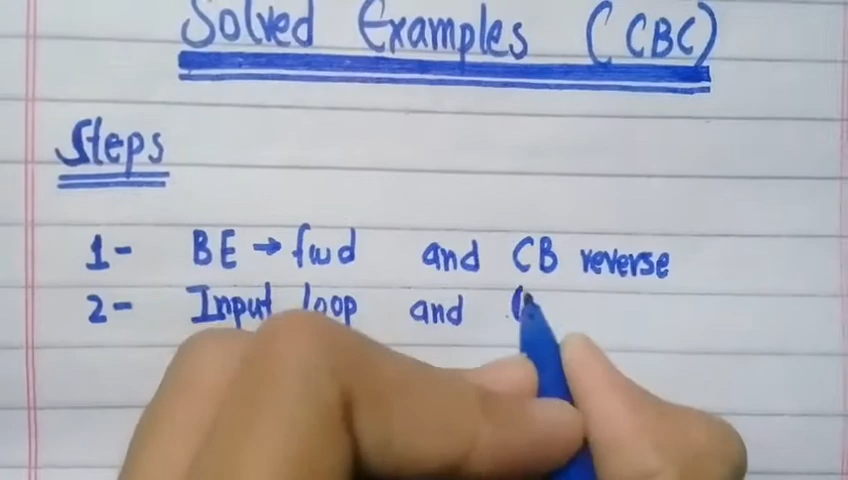 Solved Examples (CBC)
Steps
1- BE → fwd and CB reverse
2- Input loop and